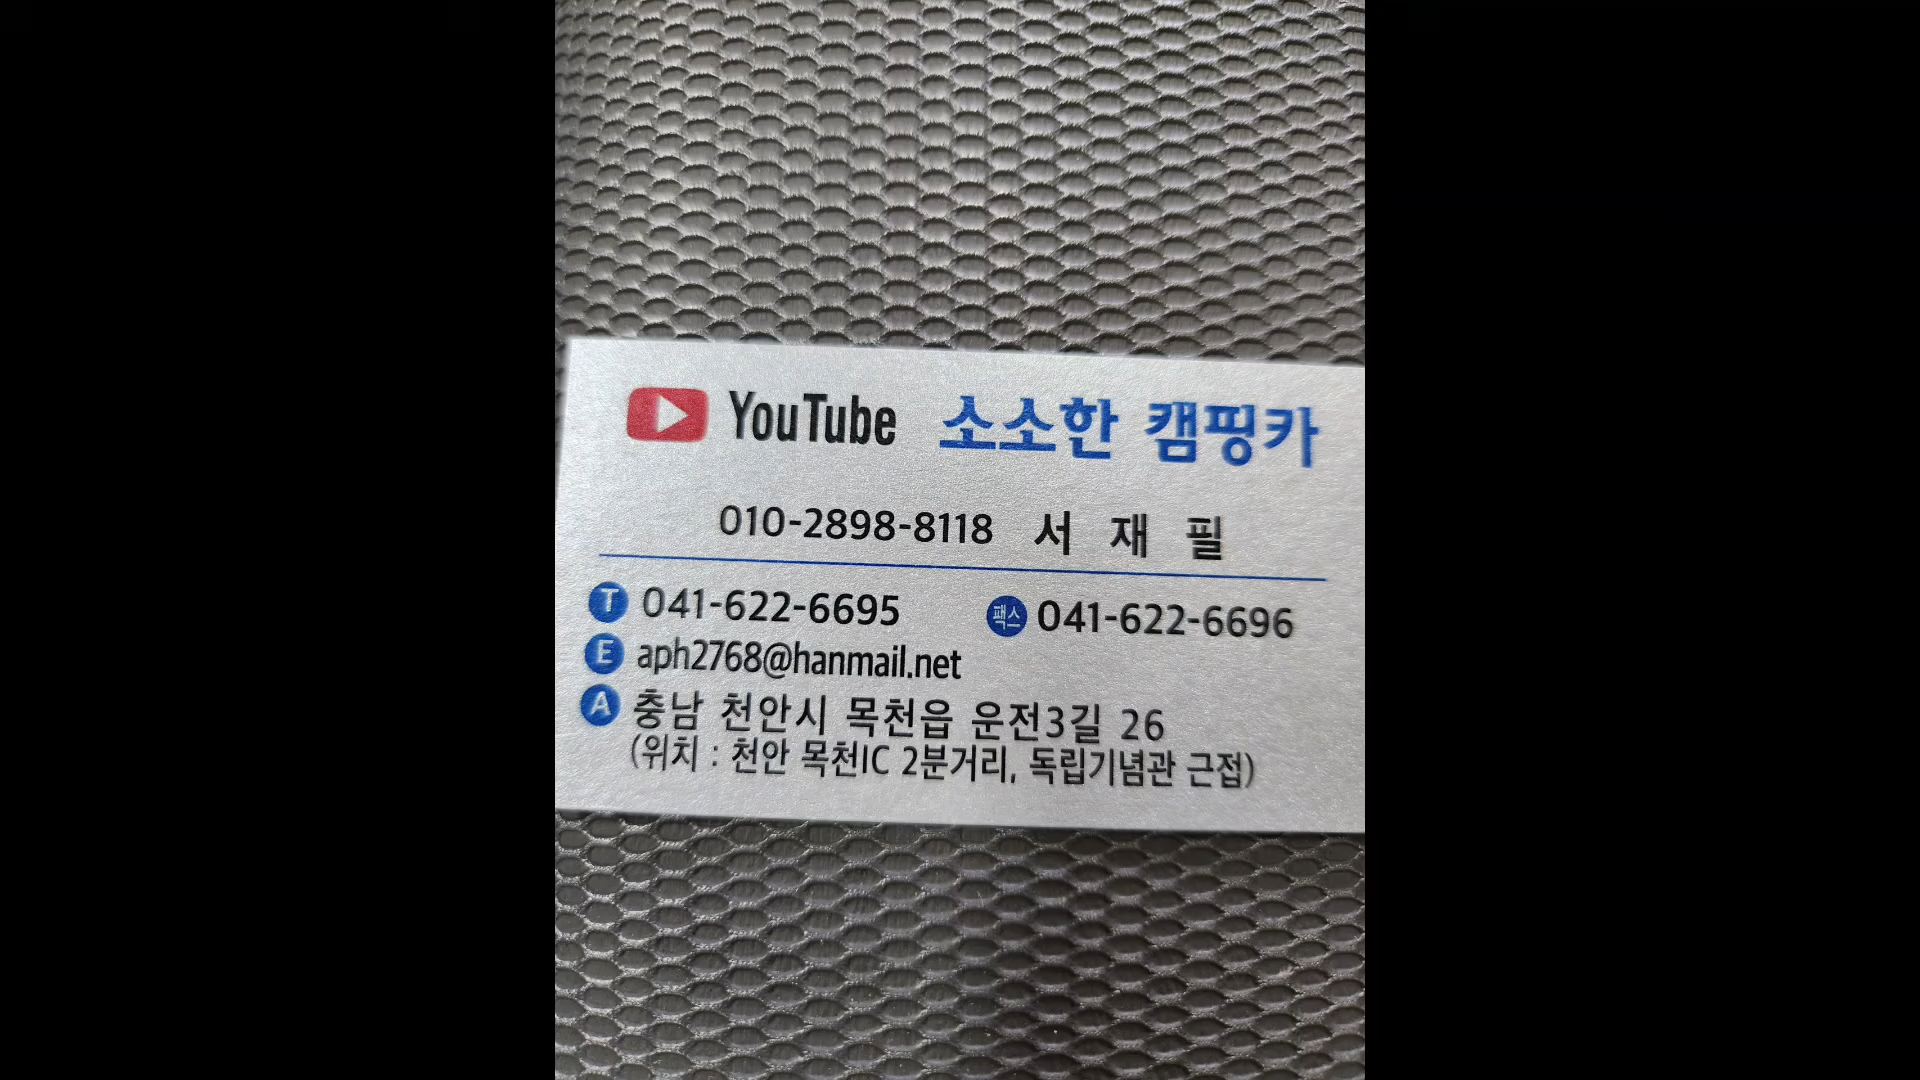 YouTube 소소한 캠핑카
010-2898-8118 서 재 필
T 041-622-6695 팩스 041-622-6696
E aph2768@hanmail.net
A 충남 천안시 목천읍 운전3길 26
(위치 : 천안 목천IC 2분거리, 독립기념관 근접)